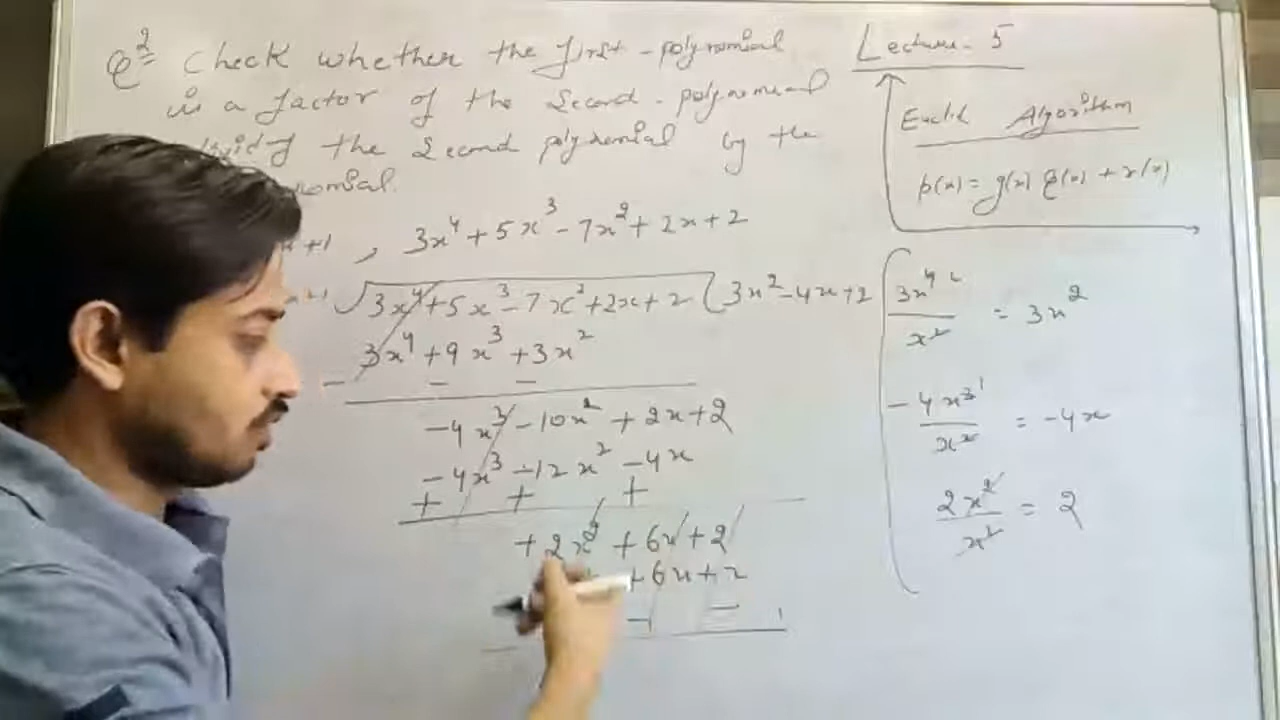 Q2 Check whether the first-polynomial
is a factor of the Second-polynomial
the Second polynomial by the
x+1, 3x⁴+5x³-7x²+2x+2
3x⁴+5x³-7x²+2x+2 3x²-4x+2
3x⁴+9x³+3x²
- - -
-4x³-10x²+2x+2
-4x³-12x²-4x
+ + +
+2x²+6x+2
+6x+2
- -
Lecture-5
Euclid Algorithm
p(x)=g(x) q(x)+r(x)
3x⁴/x² = 3x²
-4x³/x² = -4x
2x²/x² = 2